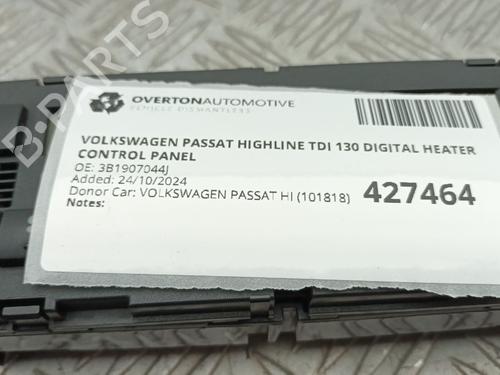 B-PARTS
OVERTONAUTOMOTIVE
VEHICLE DISMANTLERS
VOLKSWAGEN PASSAT HIGHLINE TDI 130 DIGITAL HEATER
CONTROL PANEL
OE: 3B1907044J
Added: 24/10/2024
Donor Car: VOLKSWAGEN PASSAT HI (101818)
427464
Notes: